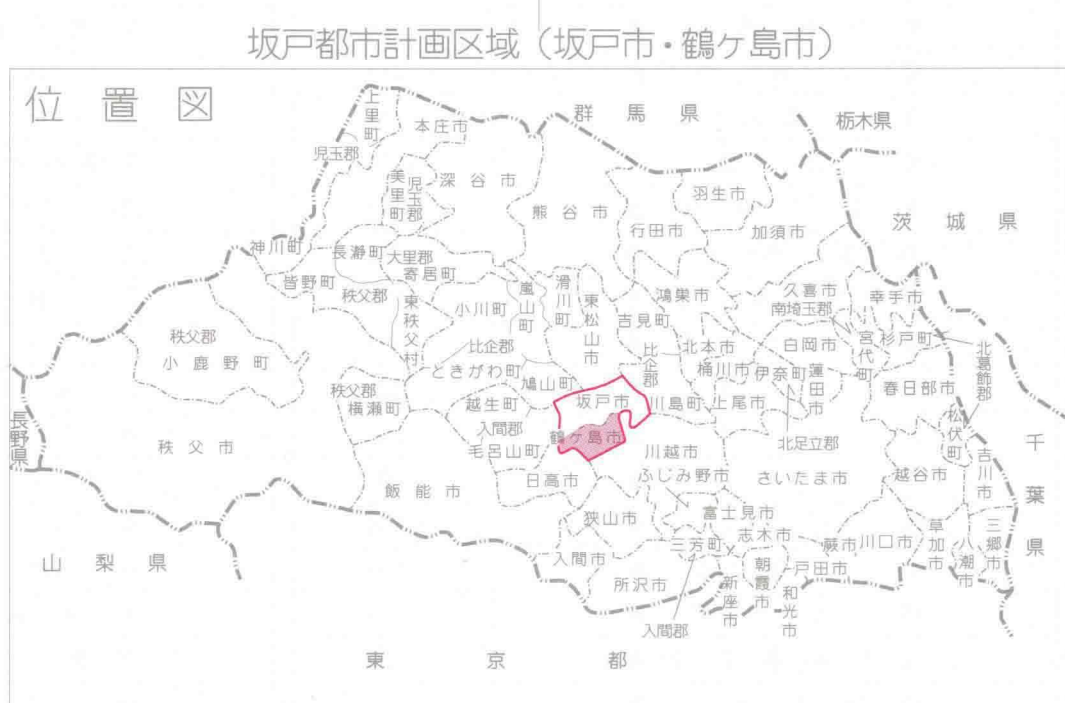 坂戸都市計画区域（坂戸市・鶴ヶ島市）
位置図
群馬県
栃木県
茨城県
千葉県
東京都
山梨県
長野県
上里町
本庄市
児玉郡
美里町
児玉郡
深谷市
熊谷市
羽生市
行田市
加須市
神川町
長瀞町
大里郡
寄居町
皆野町
秩父郡
東秩父村
小川町
嵐山町
滑川町
東松山市
吉見町
鴻巣市
久喜市
南埼玉郡
幸手市
宮代町
杉戸町
北葛飾郡
秩父郡
小鹿野町
比企郡
ときがわ町
鳩山町
比企郡
北本市
桶川市
伊奈町
蓮田市
白岡市
春日部市
秩父郡
横瀬町
越生町
坂戸市
川島町
上尾市
松伏町
秩父市
入間郡
毛呂山町
鶴ヶ島市
川越市
北足立郡
越谷市
吉川市
飯能市
日高市
ふじみ野市
さいたま市
狭山市
富士見市
入間市
三芳町
志木市
蕨市
川口市
草加市
八潮市
三郷市
所沢市
新座市
朝霞市
戸田市
和光市
入間郡